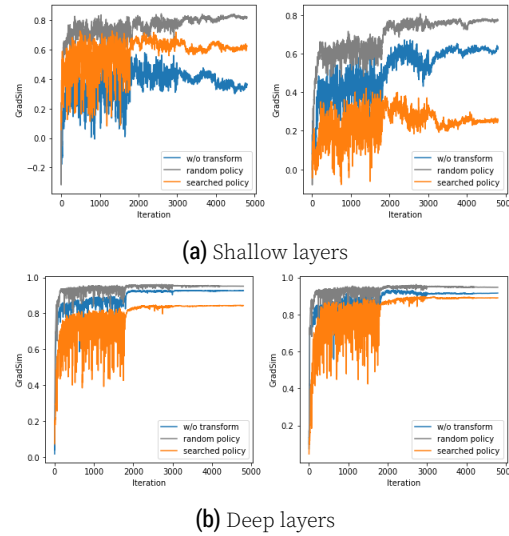 0.8
0.6
0.4
0.2
0.0
−0.2
GradSim
0 1000 2000 3000 4000 5000
Iteration
w/o transform
random policy
searched policy
0.8
0.6
0.4
0.2
0.0
GradSim
0 1000 2000 3000 4000 5000
Iteration
w/o transform
random policy
searched policy
(a) Shallow layers
1.0
0.8
0.6
0.4
0.2
0.0
GradSim
0 1000 2000 3000 4000 5000
Iteration
w/o transform
random policy
searched policy
1.0
0.8
0.6
0.4
0.2
GradSim
0 1000 2000 3000 4000 5000
Iteration
w/o transform
random policy
searched policy
(b) Deep layers